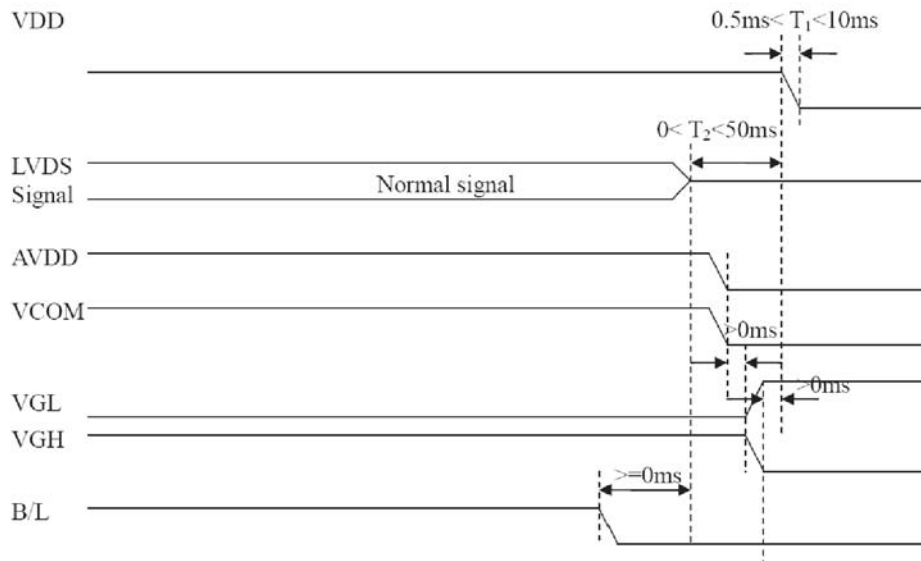 VDD
0.5ms< T₁<10ms
0< T₂<50ms
LVDS
Signal
Normal signal
AVDD
VCOM
>0ms
>0ms
VGL
VGH
>=0ms
B/L